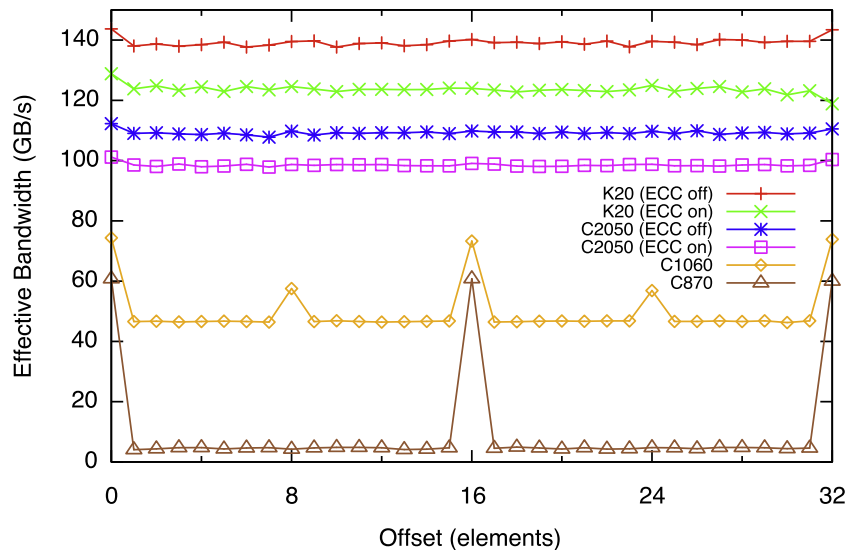 140
120
100
80
60
40
20
0
Effective Bandwidth (GB/s)
K20 (ECC off)
K20 (ECC on)
C2050 (ECC off)
C2050 (ECC on)
C1060
C870
0 8 16 24 32
Offset (elements)